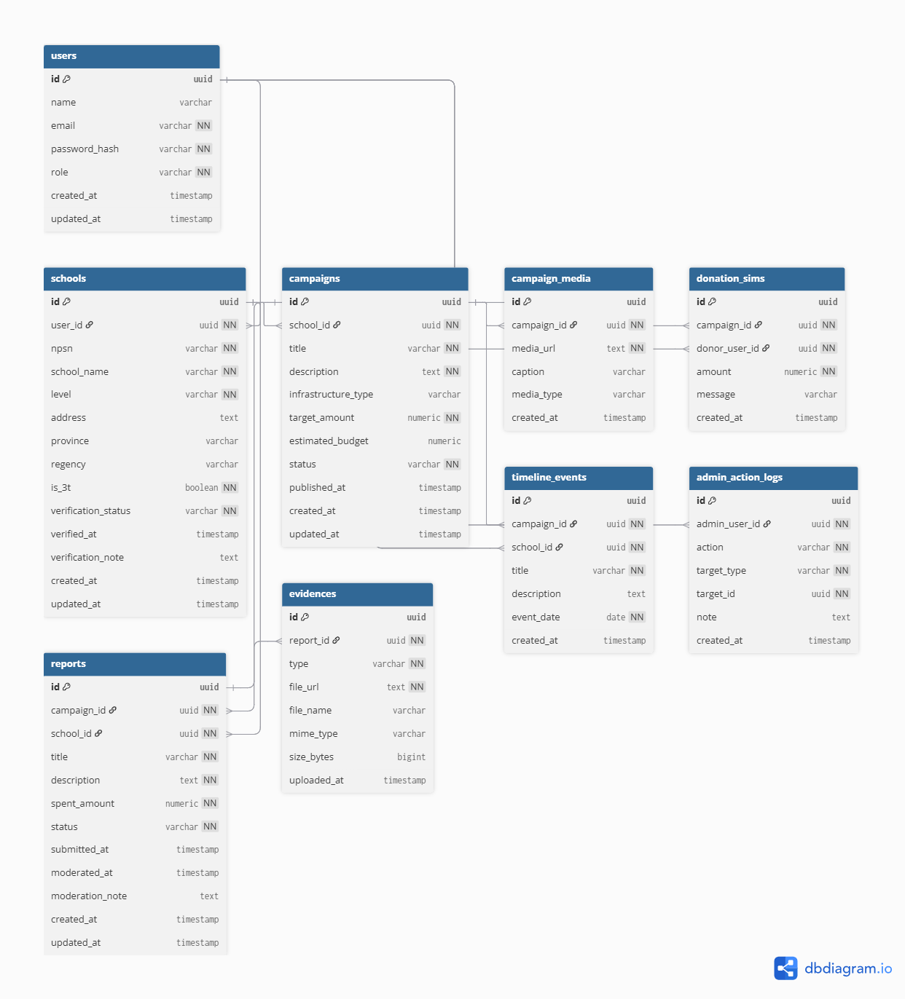 users
id uuid
name varchar
email varchar NN
password_hash varchar NN
role varchar NN
created_at timestamp
updated_at timestamp
schools
id uuid
user_id uuid NN
npsn varchar NN
school_name varchar NN
level varchar NN
address text
province varchar
regency varchar
is_3t boolean NN
verification_status varchar NN
verified_at timestamp
verification_note text
created_at timestamp
updated_at timestamp
campaigns
id uuid
school_id uuid NN
title varchar NN
description text NN
infrastructure_type varchar
target_amount numeric NN
estimated_budget numeric
status varchar NN
published_at timestamp
created_at timestamp
updated_at timestamp
campaign_media
id uuid
campaign_id uuid NN
media_url text NN
caption varchar
media_type varchar
created_at timestamp
donation_sims
id uuid
campaign_id uuid NN
donor_user_id uuid NN
amount numeric NN
message varchar
created_at timestamp
timeline_events
id uuid
campaign_id uuid NN
school_id uuid NN
title varchar NN
description text
event_date date NN
created_at timestamp
admin_action_logs
id uuid
admin_user_id uuid NN
action varchar NN
target_type varchar NN
target_id uuid NN
note text
created_at timestamp
evidences
id uuid
report_id uuid NN
type varchar NN
file_url text NN
file_name varchar
mime_type varchar
size_bytes bigint
uploaded_at timestamp
reports
id uuid
campaign_id uuid NN
school_id uuid NN
title varchar NN
description text NN
spent_amount numeric NN
status varchar NN
submitted_at timestamp
moderated_at timestamp
moderation_note text
created_at timestamp
updated_at timestamp
dbdiagram.io